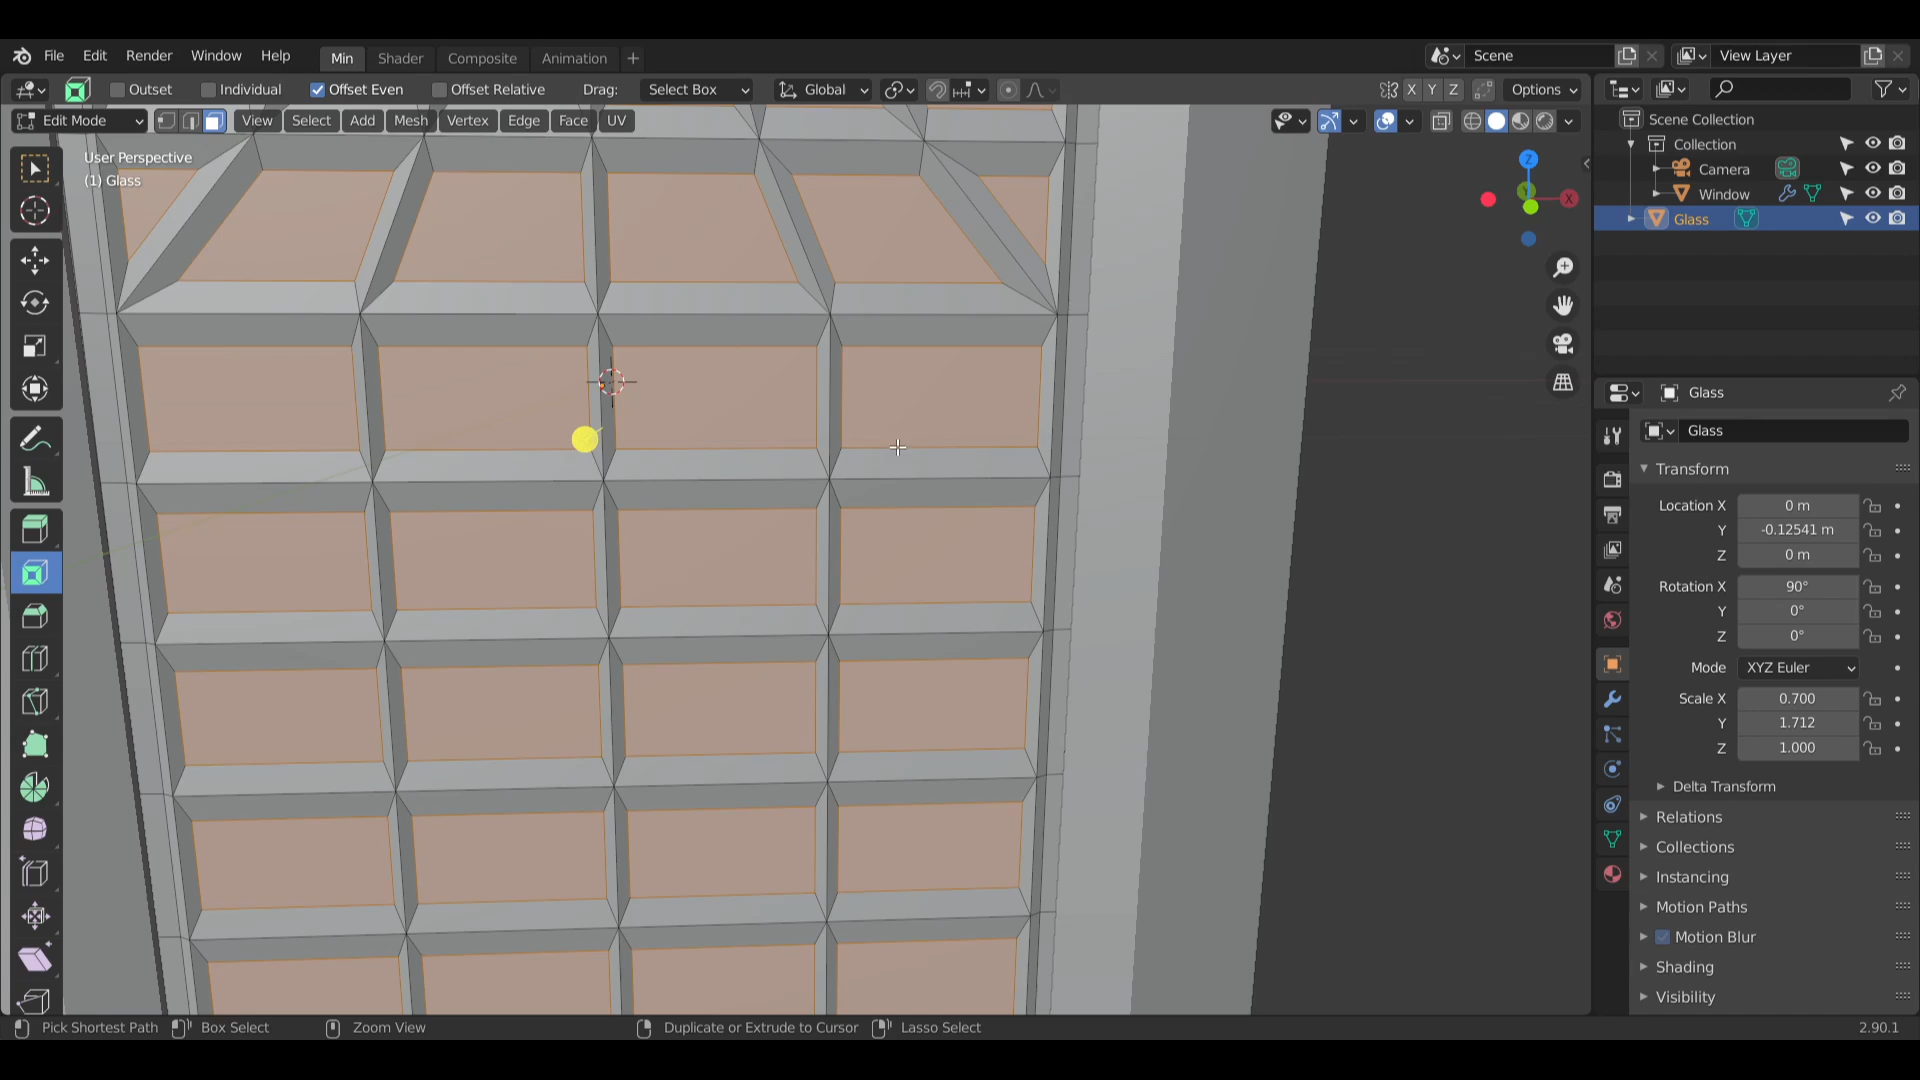 File Edit Render Window Help Min Shader Compositing Animation + Scene View Layer
Outset Individual Offset Even Offset Relative Drag: Select Box Global X Y Z Options
Edit Mode View Select Add Mesh Vertex Edge Face UV
User Perspective
(1) Glass
Z
X
Scene Collection
Collection
Camera
Window
Glass
Glass
Glass
Transform
Location X 0 m
Y -0.12541 m
Z 0 m
Rotation X 90°
Y 0°
Z 0°
Mode XYZ Euler
Scale X 0.700
Y 1.712
Z 1.000
Delta Transform
Relations
Collections
Instancing
Motion Paths
Motion Blur
Shading
Visibility
Pick Shortest Path Box Select Zoom View Duplicate or Extrude to Cursor Lasso Select 2.90.1